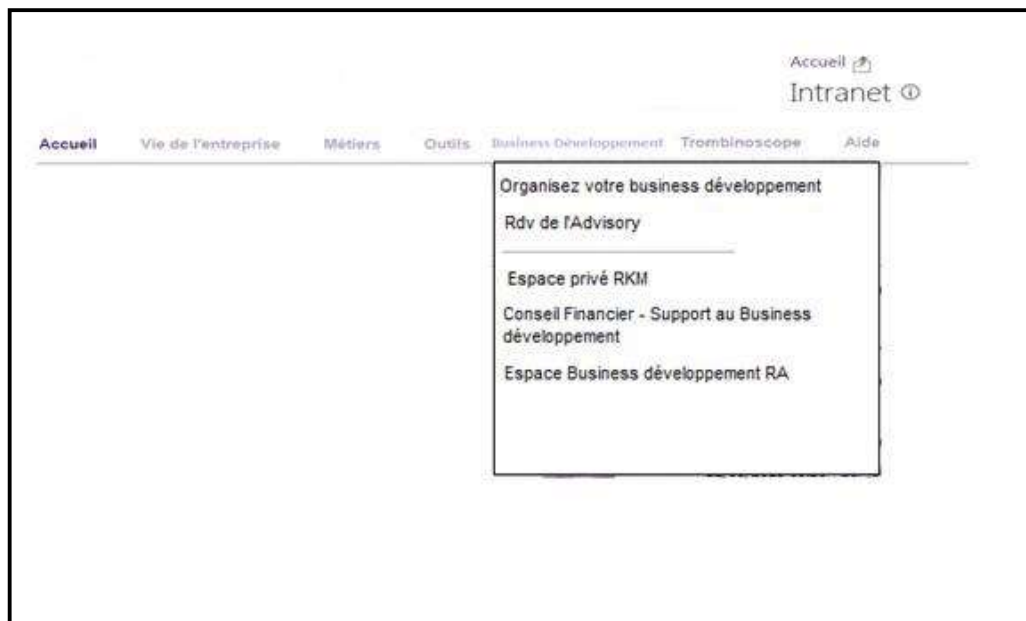 Accueil
Intranet
Accueil Vie de l'entreprise Métiers Outils Business Développement Trombinoscope Aide
Organisez votre business développement
Rdv de l'Advisory
Espace privé RKM
Conseil Financier - Support au Business
développement
Espace Business développement RA